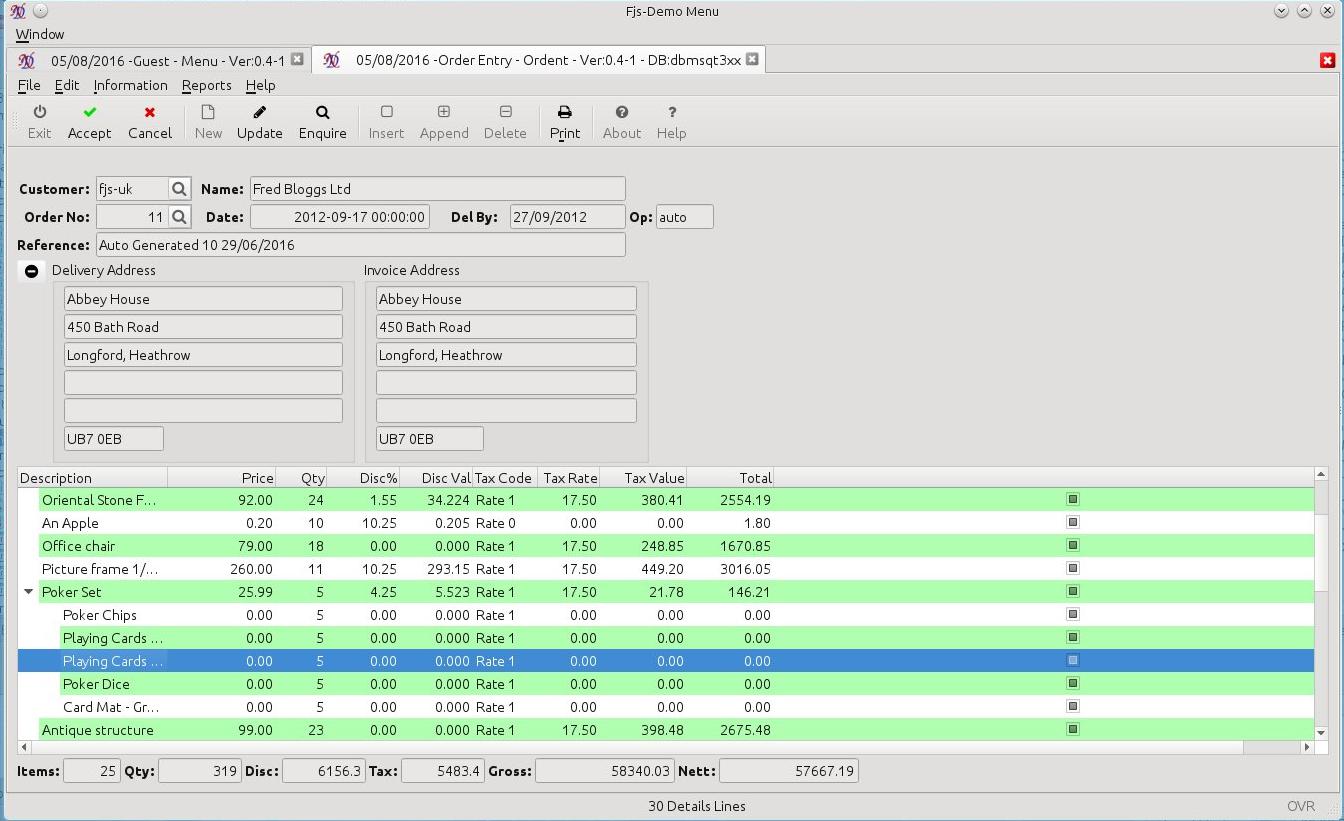 Fjs-Demo Menu
Window
05/08/2016 -Guest - Menu - Ver:0.4-1 05/08/2016 -Order Entry - Ordent - Ver:0.4-1 - DB:dbmsqt3xx
File Edit Information Reports Help
Exit Accept Cancel New Update Enquire Insert Append Delete Print About Help
Customer: fjs-uk Name: Fred Bloggs Ltd
Order No: 11 Date: 2012-09-17 00:00:00 Del By: 27/09/2012 Op: auto
Reference: Auto Generated 10 29/06/2016
Delivery Address Invoice Address
Abbey House Abbey House
450 Bath Road 450 Bath Road
Longford, Heathrow Longford, Heathrow
UB7 0EB UB7 0EB
Description Price Qty Disc% Disc Val Tax Code Tax Rate Tax Value Total
Oriental Stone F... 92.00 24 1.55 34.224 Rate 1 17.50 380.41 2554.19
An Apple 0.20 10 10.25 0.205 Rate 0 0.00 0.00 1.80
Office chair 79.00 18 0.00 0.000 Rate 1 17.50 248.85 1670.85
Picture frame 1/... 260.00 11 10.25 293.15 Rate 1 17.50 449.20 3016.05
Poker Set 25.99 5 4.25 5.523 Rate 1 17.50 21.78 146.21
Poker Chips 0.00 5 0.00 0.000 Rate 1 0.00 0.00 0.00
Playing Cards ... 0.00 5 0.00 0.000 Rate 1 0.00 0.00 0.00
Playing Cards ... 0.00 5 0.00 0.000 Rate 1 0.00 0.00 0.00
Poker Dice 0.00 5 0.00 0.000 Rate 1 0.00 0.00 0.00
Card Mat - Gr... 0.00 5 0.00 0.000 Rate 1 0.00 0.00 0.00
Antique structure 99.00 23 0.00 0.000 Rate 1 17.50 398.48 2675.48
Items: 25 Qty: 319 Disc: 6156.3 Tax: 5483.4 Gross: 58340.03 Nett: 57667.19
30 Details Lines OVR